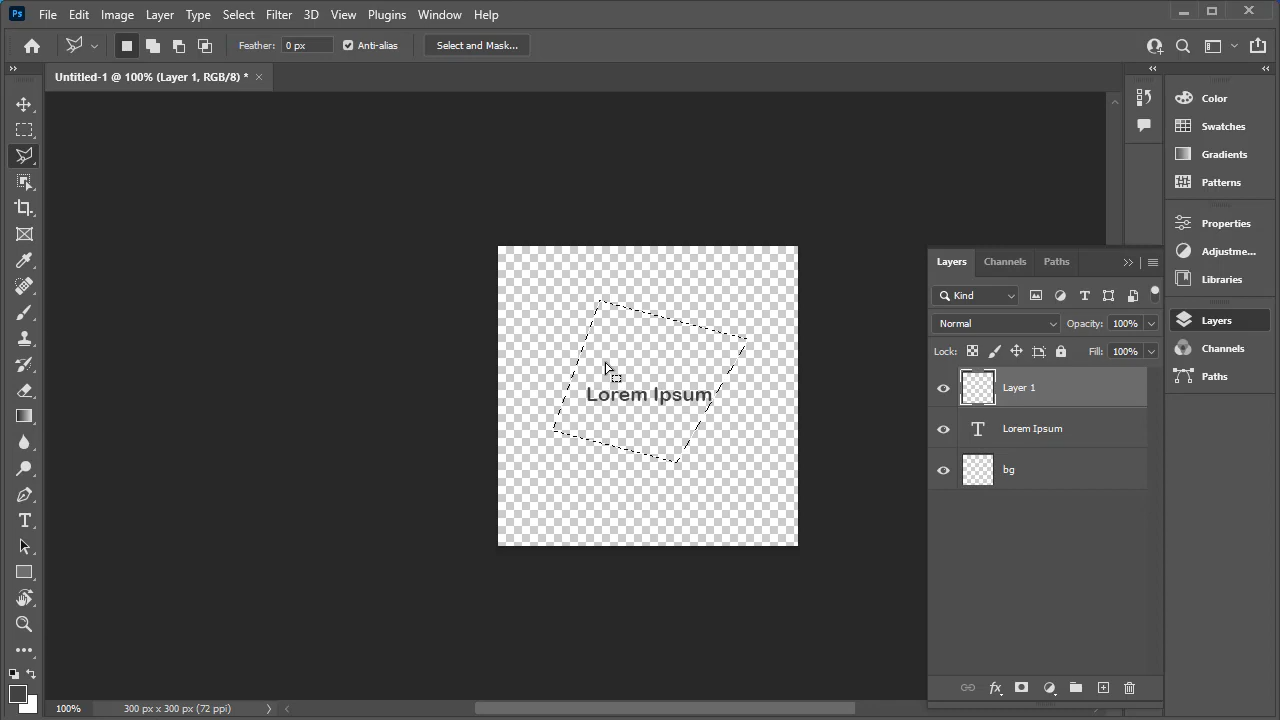 Ps File Edit Image Layer Type Select Filter 3D View Plugins Window Help
Feather: 0 px Anti-alias Select and Mask...
Untitled-1 @ 100% (Layer 1, RGB/8) *
Color
Swatches
Gradients
Patterns
Properties
Adjustme...
Libraries
Layers
Channels
Paths
Layers Channels Paths
Kind
Normal Opacity: 100%
Lock: Fill: 100%
Layer 1
T Lorem Ipsum
bg
Lorem Ipsum
100% 300 px x 300 px (72 ppi)